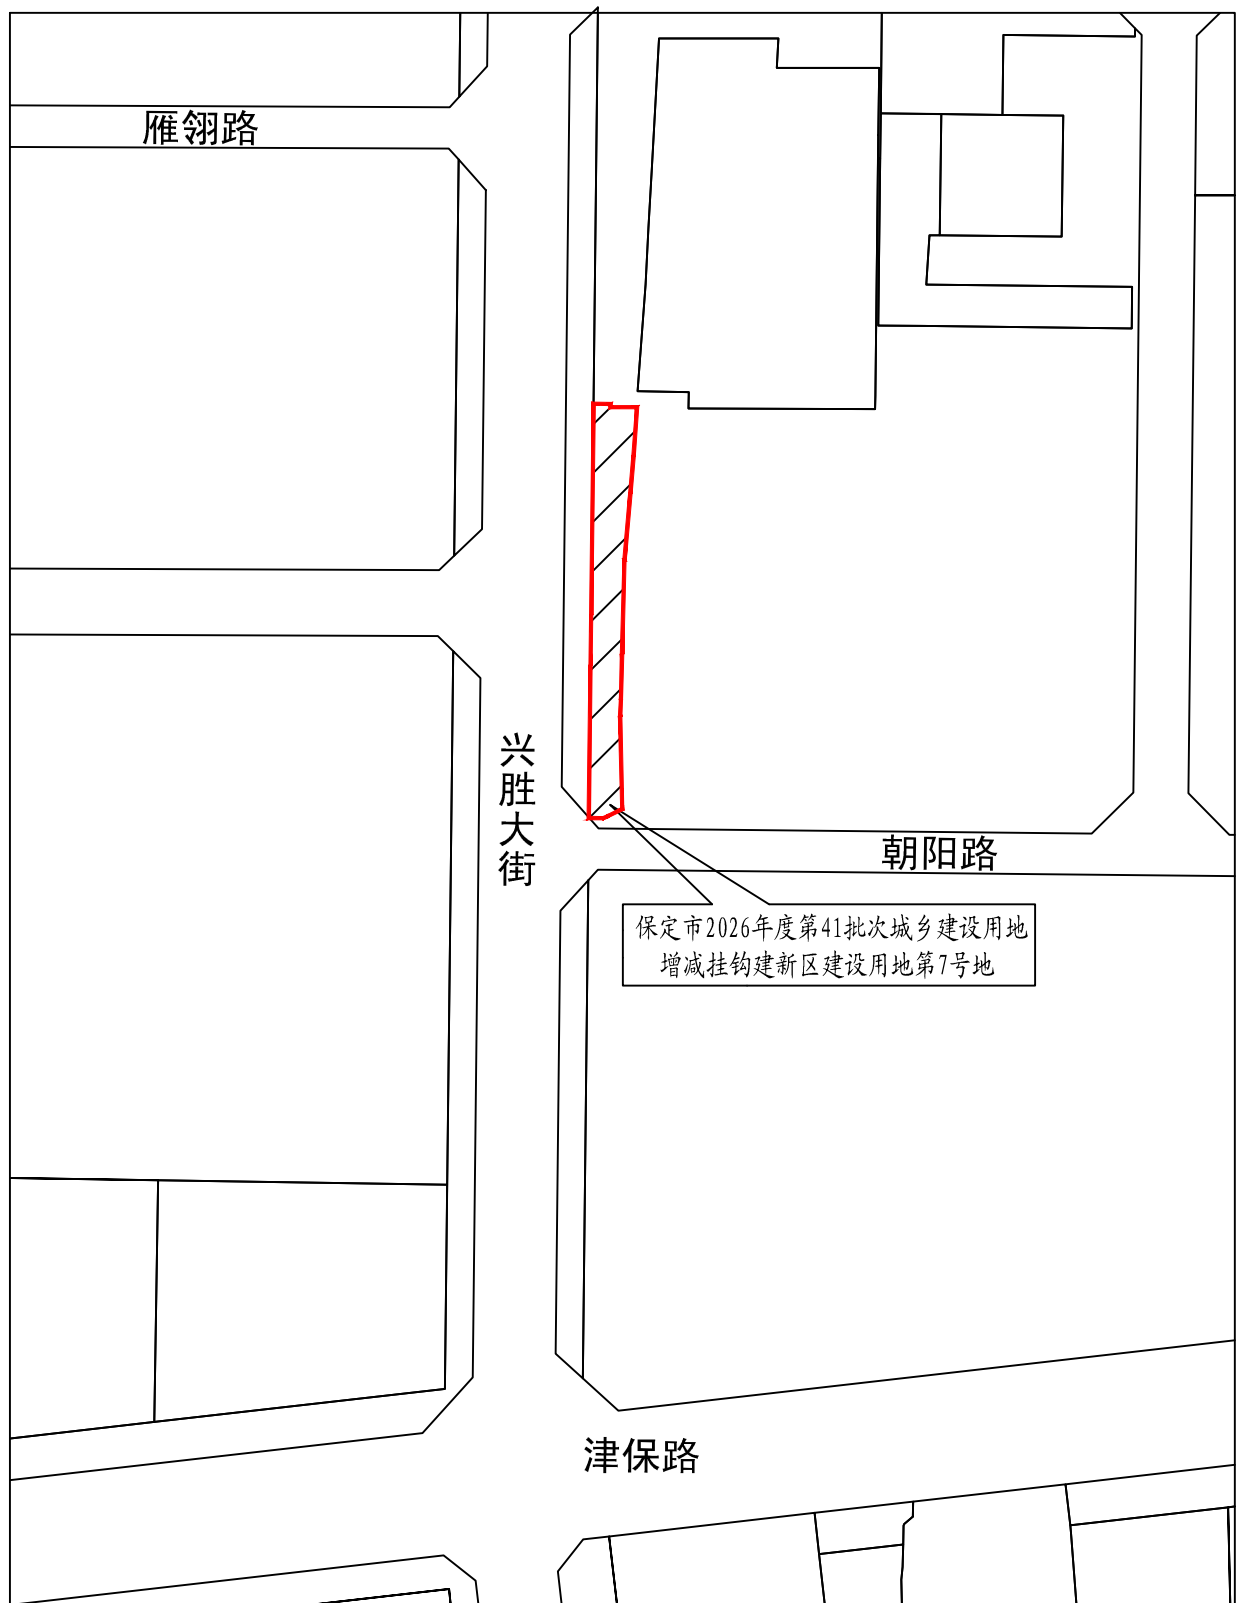 雁翎路
兴胜大街
朝阳路
保定市2026年度第41批次城乡建设用地
增减挂钩建新区建设用地第7号地
津保路